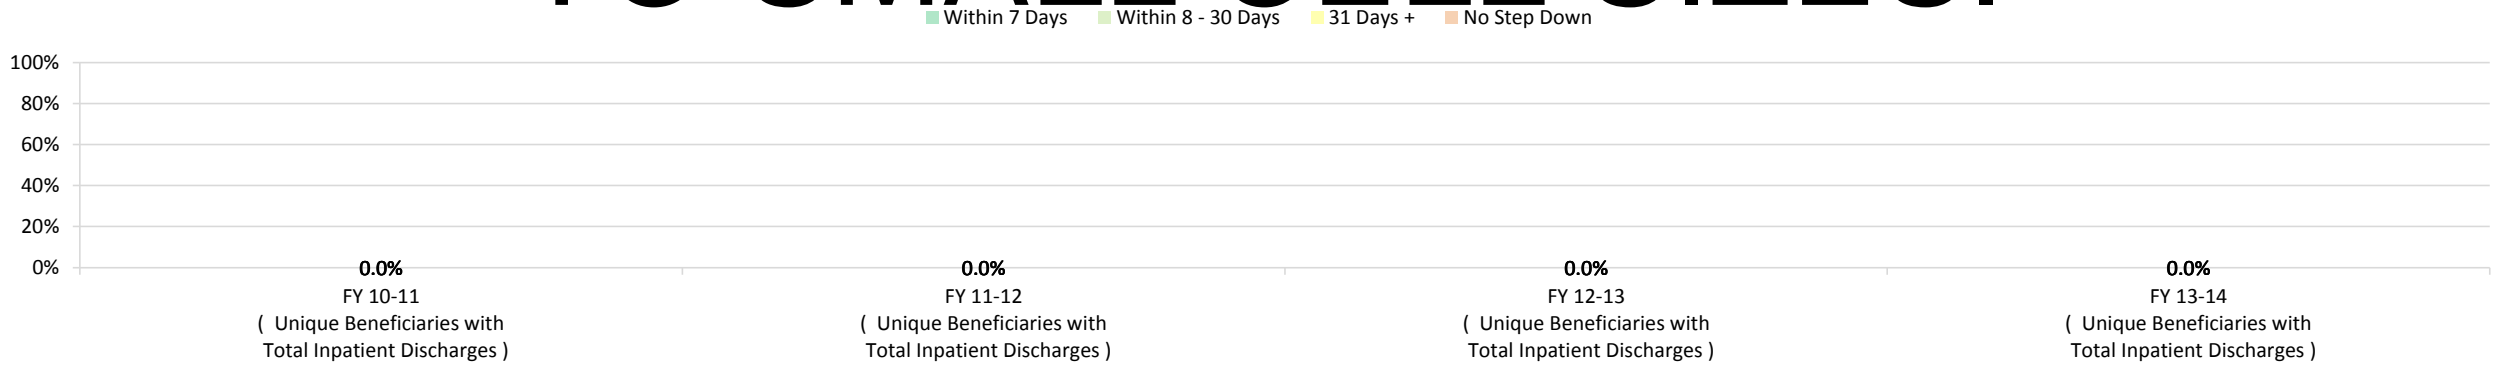 Within 7 Days Within 8 - 30 Days 31 Days + No Step Down
100%
80%
60%
40%
20%
0%
0.0% 0.0% 0.0% 0.0%
FY 10-11 FY 11-12 FY 12-13 FY 13-14
( Unique Beneficiaries with ( Unique Beneficiaries with ( Unique Beneficiaries with ( Unique Beneficiaries with
Total Inpatient Discharges ) Total Inpatient Discharges ) Total Inpatient Discharges ) Total Inpatient Discharges )